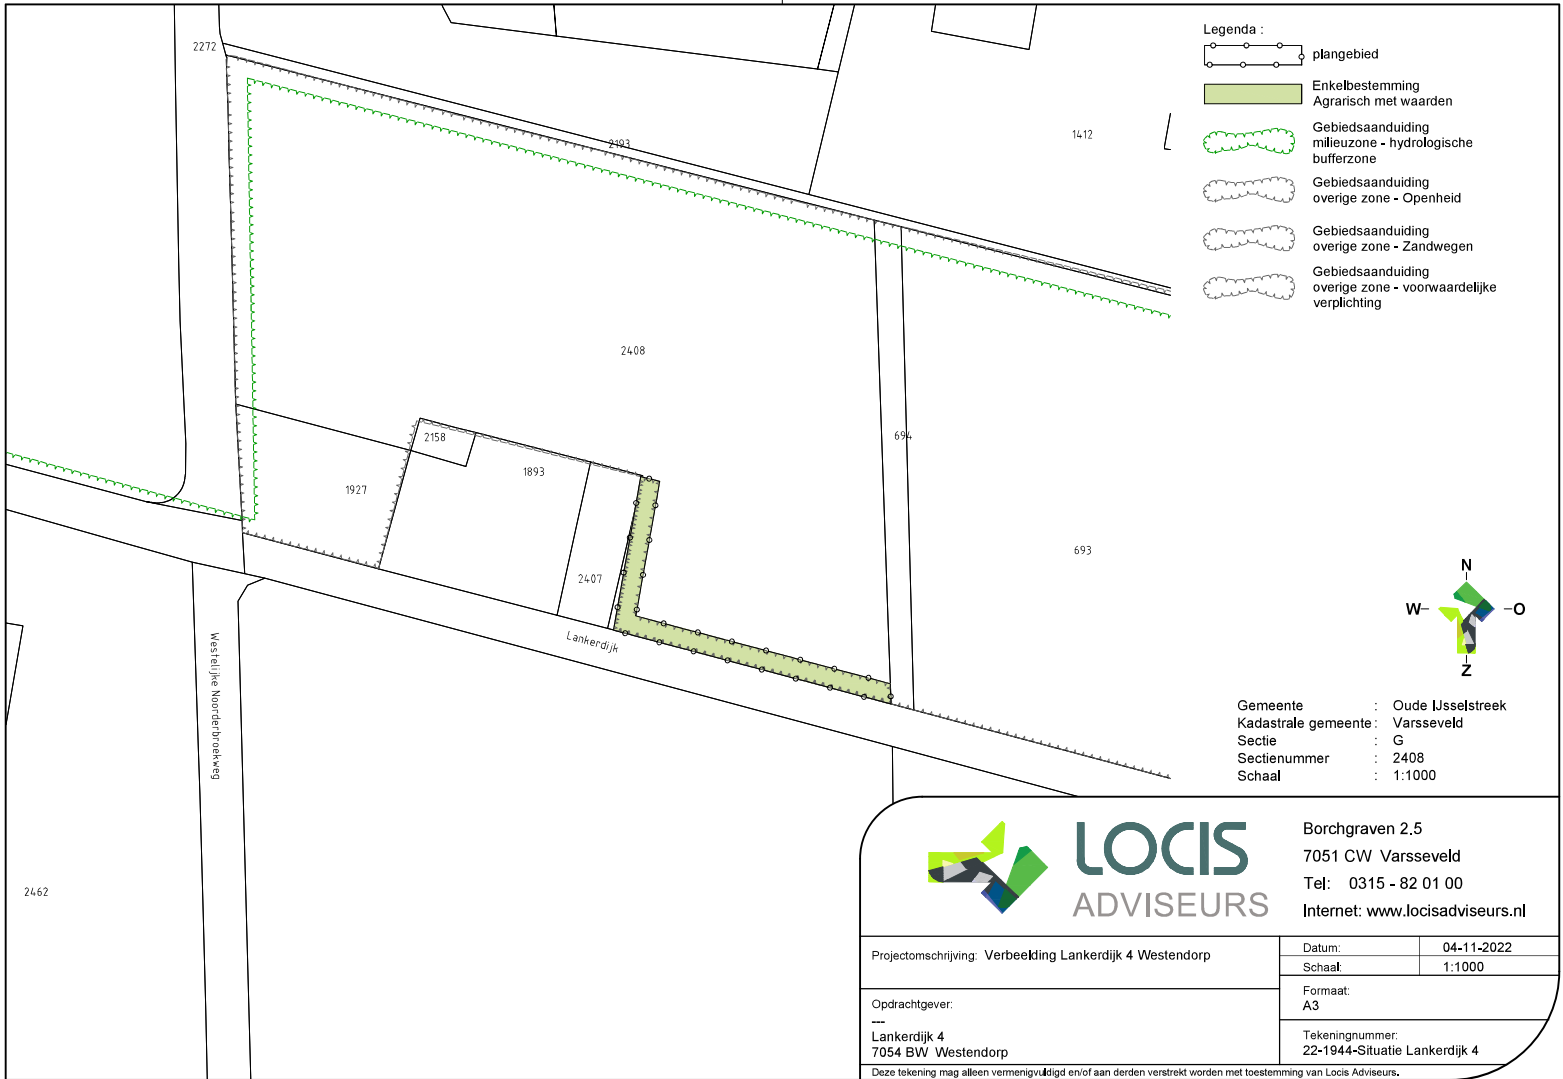 Legenda :
plangebied
Enkelbestemming
Agrarisch met waarden
Gebiedsaanduiding
milieuzone - hydrologische
bufferzone
Gebiedsaanduiding
overige zone - Openheid
Gebiedsaanduiding
overige zone - Zandwegen
Gebiedsaanduiding
overige zone - voorwaardelijke
verplichting
2272
2193
1412
2408
694
2158
1893
1927
693
2407
Lankerdijk
Westelijke Noorderbroekweg
2462
N
W
O
Z
Gemeente : Oude IJsselstreek
Kadastrale gemeente : Varsseveld
Sectie : G
Sectienummer : 2408
Schaal : 1:1000
LOCIS
ADVISEURS
Borchgraven 2.5
7051 CW Varsseveld
Tel: 0315 - 82 01 00
Internet: www.locisadviseurs.nl
Projectomschrijving: Verbeelding Lankerdijk 4 Westendorp
Datum: 04-11-2022
Schaal: 1:1000
Opdrachtgever:
---
Lankerdijk 4
7054 BW Westendorp
Formaat:
A3
Tekeningnummer:
22-1944-Situatie Lankerdijk 4
Deze tekening mag alleen vermenigvuldigd en/of aan derden verstrekt worden met toestemming van Locis Adviseurs.